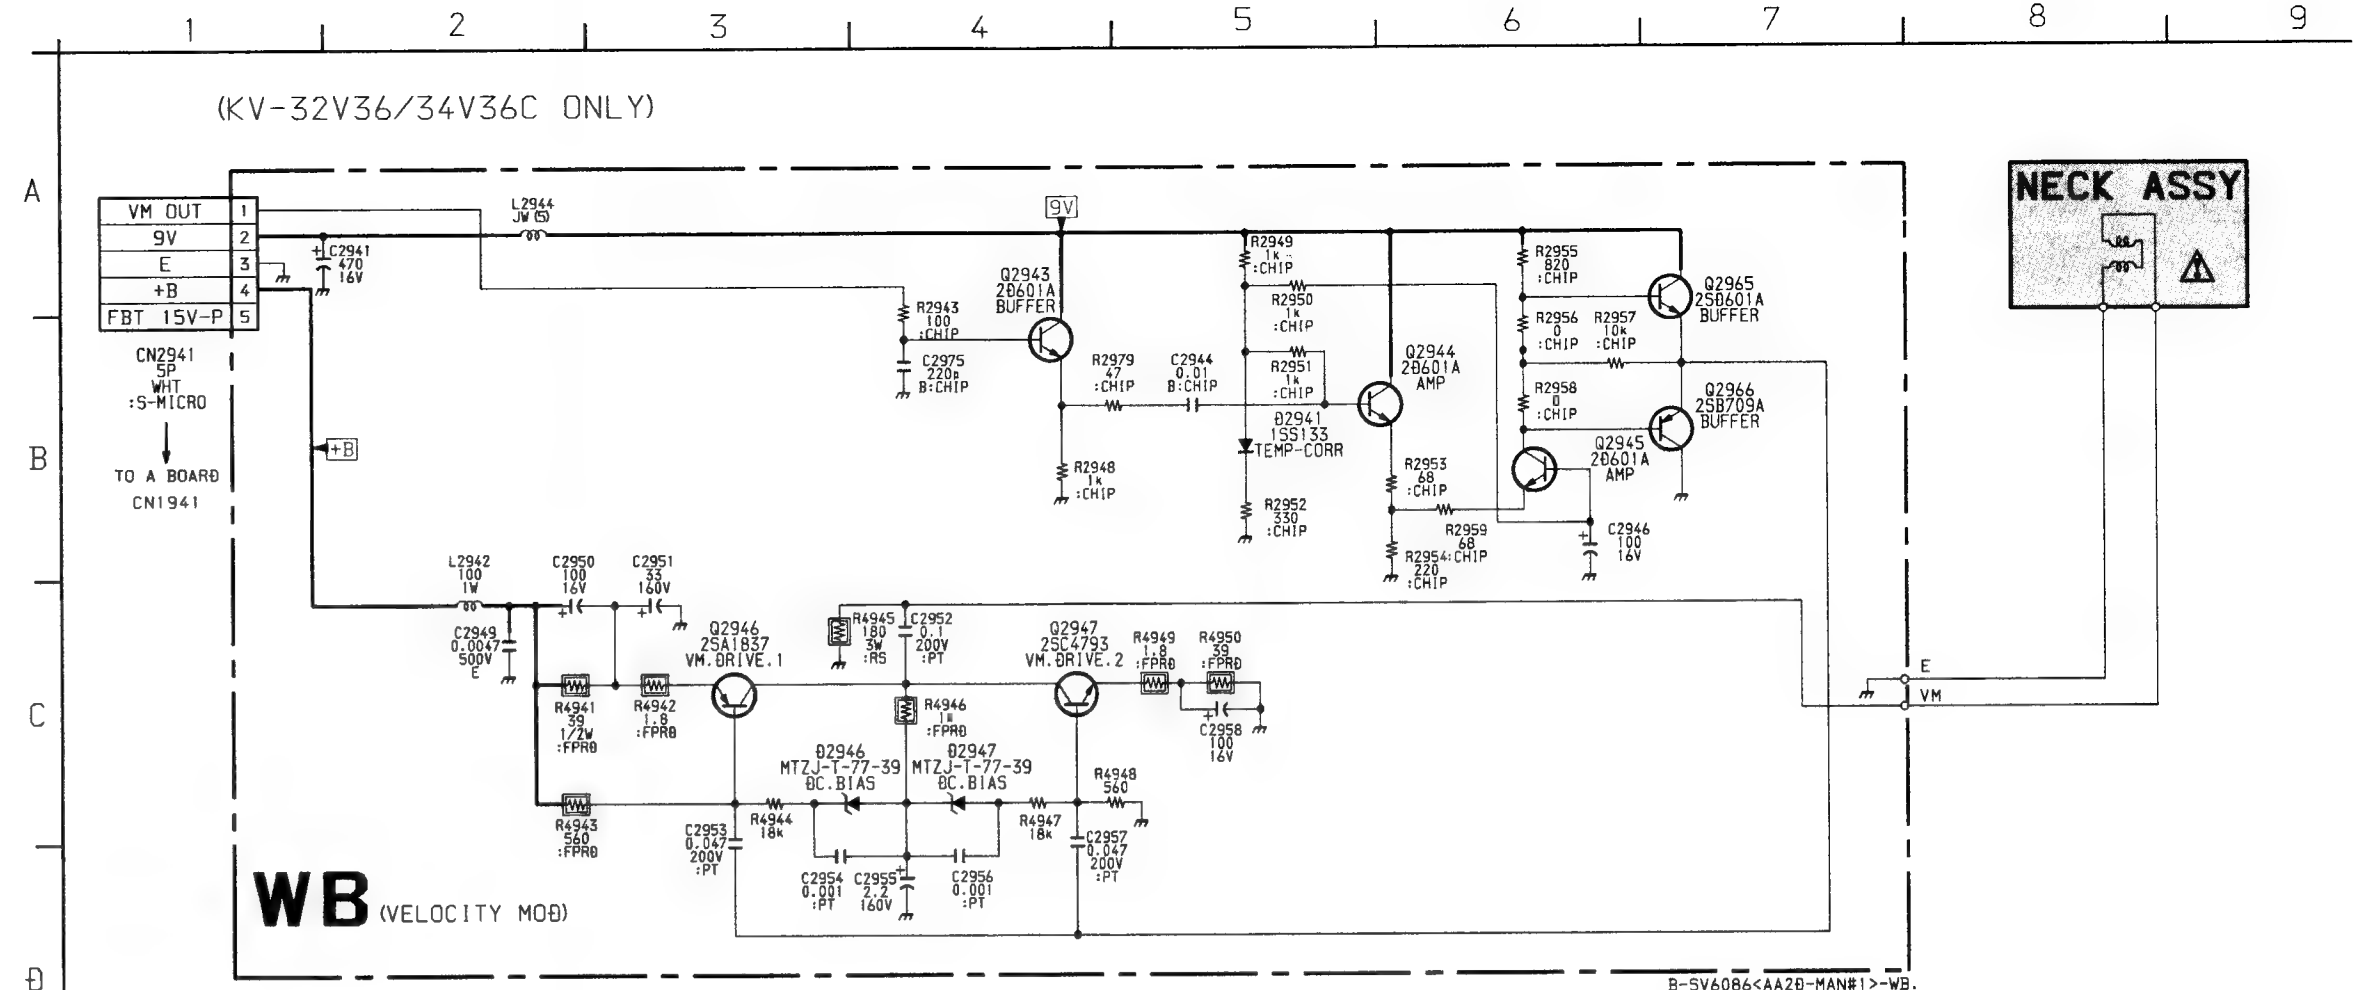 1 2 3 4 5 6 7 8 9
A
B
C
D
(KV-32V36/34V36C ONLY)
VM OUT 1
9V 2
E 3
+B 4
FBT 15V-P 5
CN2941
5P
WHT
:S-MICRO
TO A BOARD
CN1941
C2941
470
16V
L2944
JW(5)
+B
9V
Q2943
2D601A
BUFFER
R2943
100
:CHIP
C2975
220p
B:CHIP
R2979
47
:CHIP
C2944
0.01
B:CHIP
R2948
1k
:CHIP
R2949
1k
:CHIP
R2950
1k
:CHIP
R2951
1k
:CHIP
D2941
1SS133
TEMP-CORR
R2952
330
:CHIP
Q2944
2D601A
AMP
R2953
68
:CHIP
R2959
68
:CHIP
R2954
220
:CHIP
R2955
820
:CHIP
R2956
0
:CHIP
R2957
10k
:CHIP
R2958
0
:CHIP
Q2965
2SD601A
BUFFER
Q2966
2SB709A
BUFFER
Q2945
2D601A
AMP
C2946
100
16V
NECK ASSY
L2942
100
1W
C2950
100
16V
C2951
33
160V
C2949
0.0047
500V
E
R4941
39
1/2W
:FPRD
R4942
1.8
:FPRD
R4943
560
:FPRD
Q2946
2SA1837
VM.DRIVE.1
R4945
180
3W
:RS
C2952
0.1
200V
:PT
Q2947
2SC4793
VM.DRIVE.2
R4949
1.8
:FPRD
R4950
39
:FPRD
C2958
100
16V
R4946
:FPRD
D2946
MTZJ-T-77-39
DC.BIAS
D2947
MTZJ-T-77-39
DC.BIAS
R4948
560
R4944
18k
R4947
18k
C2953
0.047
200V
:PT
C2954
0.001
:PT
C2955
2.2
160V
C2956
0.001
:PT
C2957
0.047
200V
:PT
E
VM
WB (VELOCITY MOD)
B-SV6086<AA2D-MAN#1>-WB.